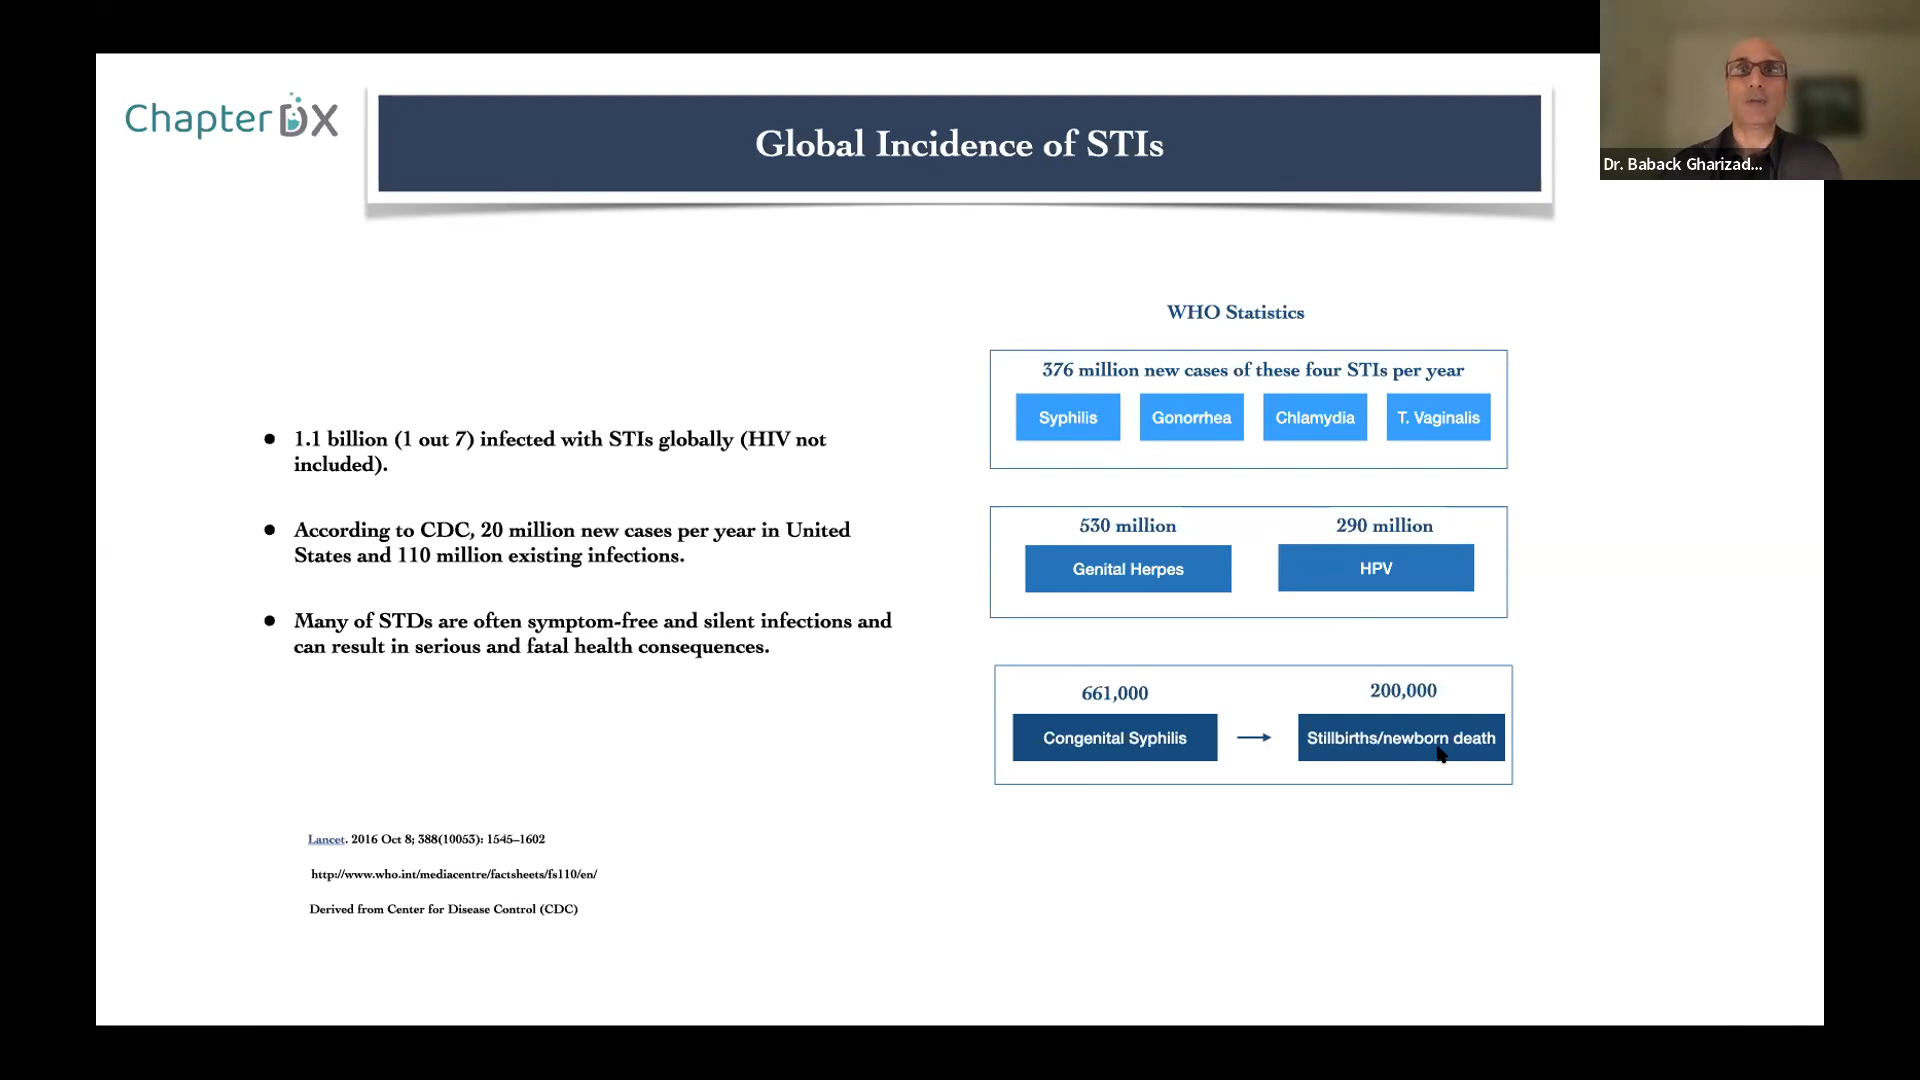 Chapter DX
Global Incidence of STIs
Dr. Baback Gharizad...
1.1 billion (1 out 7) infected with STIs globally (HIV not
included).
According to CDC, 20 million new cases per year in United
States and 110 million existing infections.
Many of STDs are often symptom-free and silent infections and
can result in serious and fatal health consequences.
WHO Statistics
376 million new cases of these four STIs per year
Syphilis Gonorrhea Chlamydia T. Vaginalis
530 million 290 million
Genital Herpes HPV
661,000 200,000
Congenital Syphilis Stillbirths/newborn death
Lancet. 2016 Oct 8; 388(10053): 1545–1602
http://www.who.int/mediacentre/factsheets/fs110/en/
Derived from Center for Disease Control (CDC)